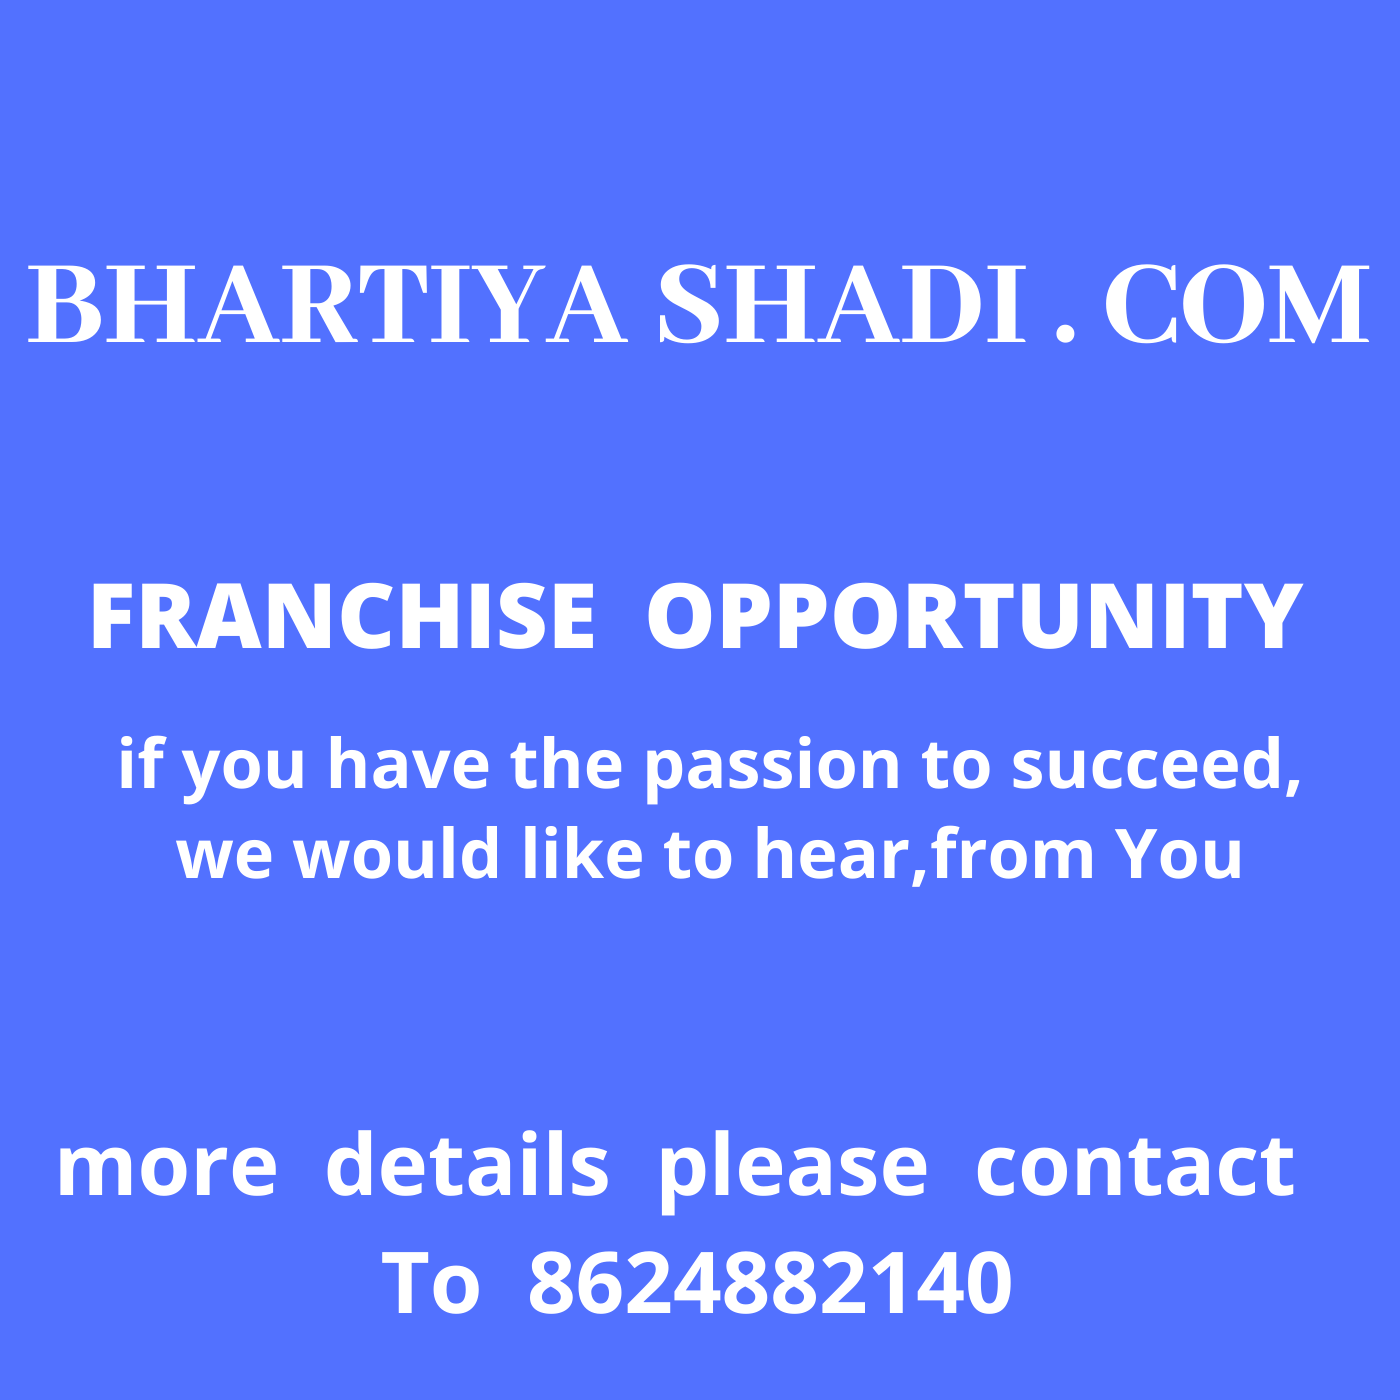 BHARTIYA SHADI . COM
FRANCHISE OPPORTUNITY
if you have the passion to succeed,
we would like to hear,from You
more details please contact
To 8624882140